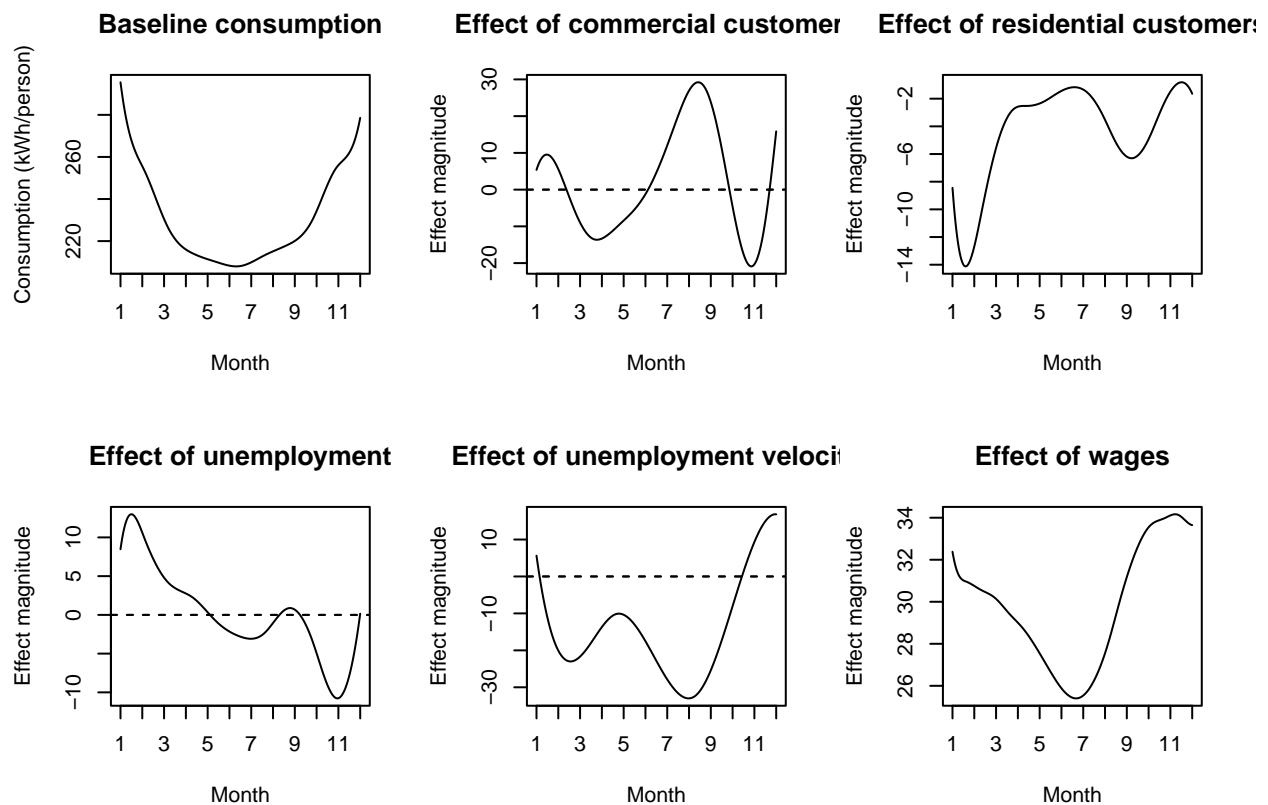 Baseline consumption
Consumption (kWh/person)
260
220
1 3 5 7 9 11
Month
Effect of commercial customer
Effect magnitude
30
10
0
−20
1 3 5 7 9 11
Month
Effect of residential customers
Effect magnitude
−2
−6
−10
−14
1 3 5 7 9 11
Month
Effect of unemployment
Effect magnitude
10
5
0
−10
1 3 5 7 9 11
Month
Effect of unemployment velocit
Effect magnitude
10
−10
−30
1 3 5 7 9 11
Month
Effect of wages
Effect magnitude
34
32
30
28
26
1 3 5 7 9 11
Month